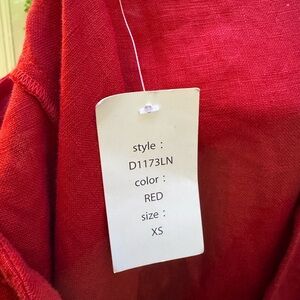 style :
D1173LN
color :
RED
size :
XS